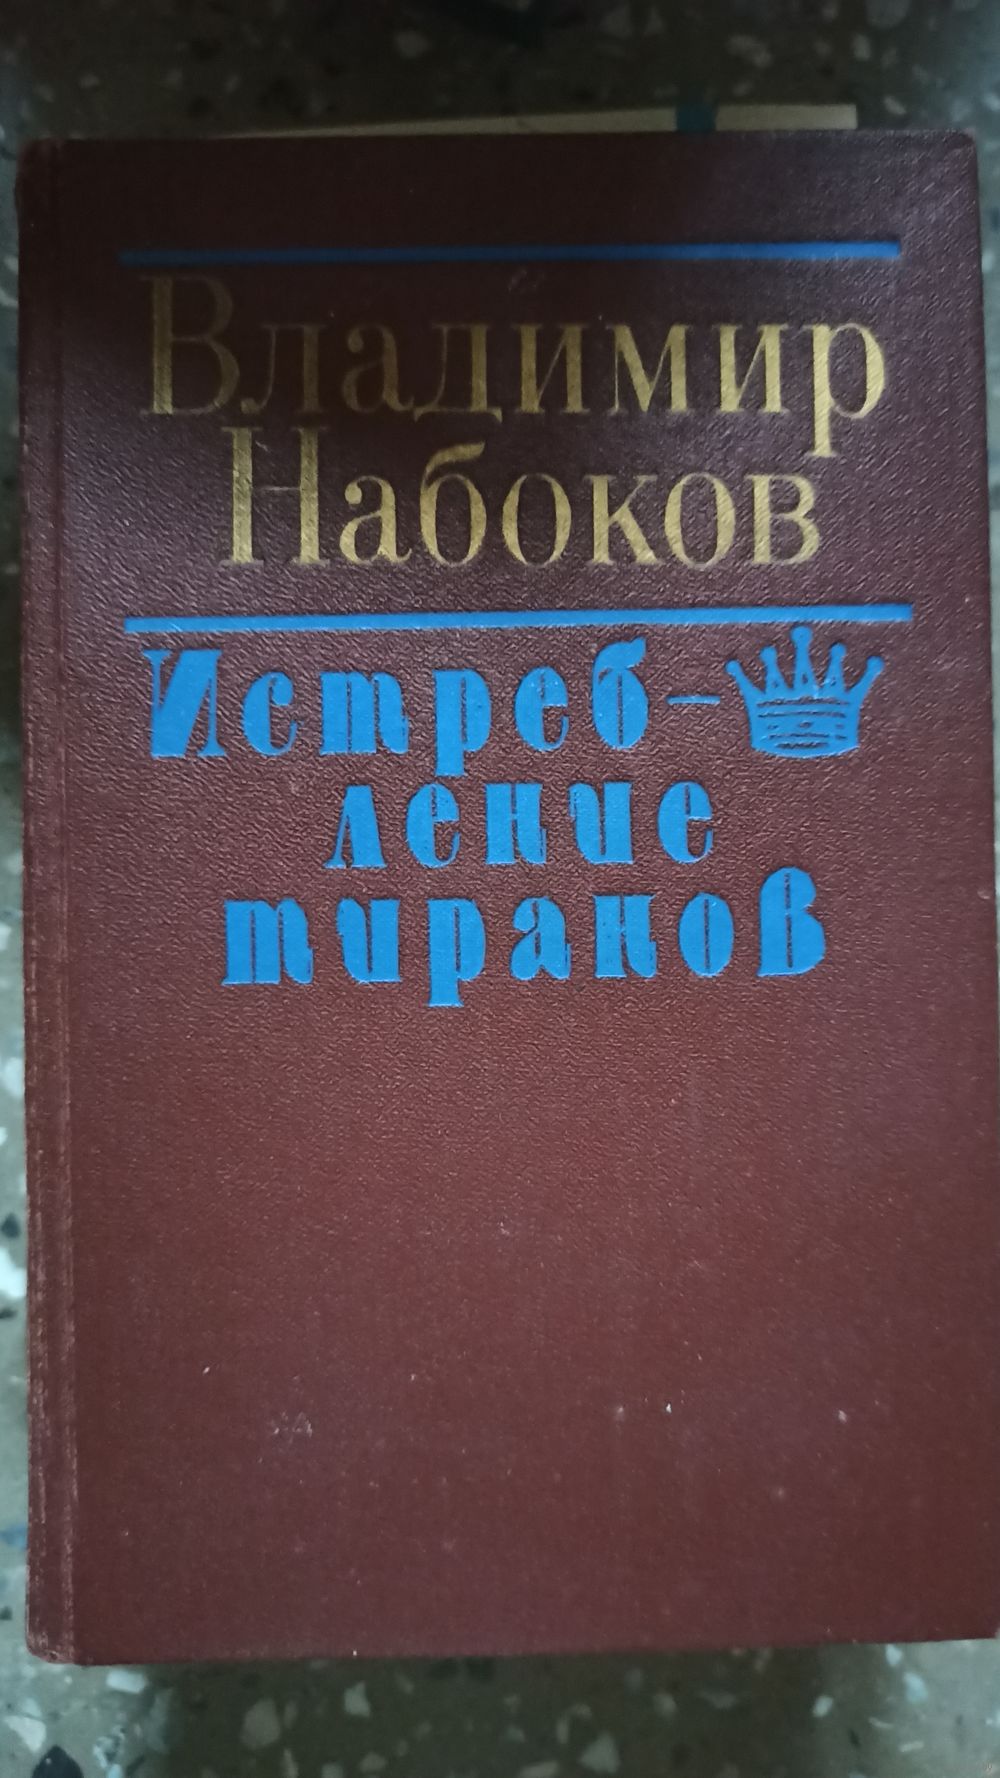 Владимир
Набоков
Истреб-
ление
тиранов